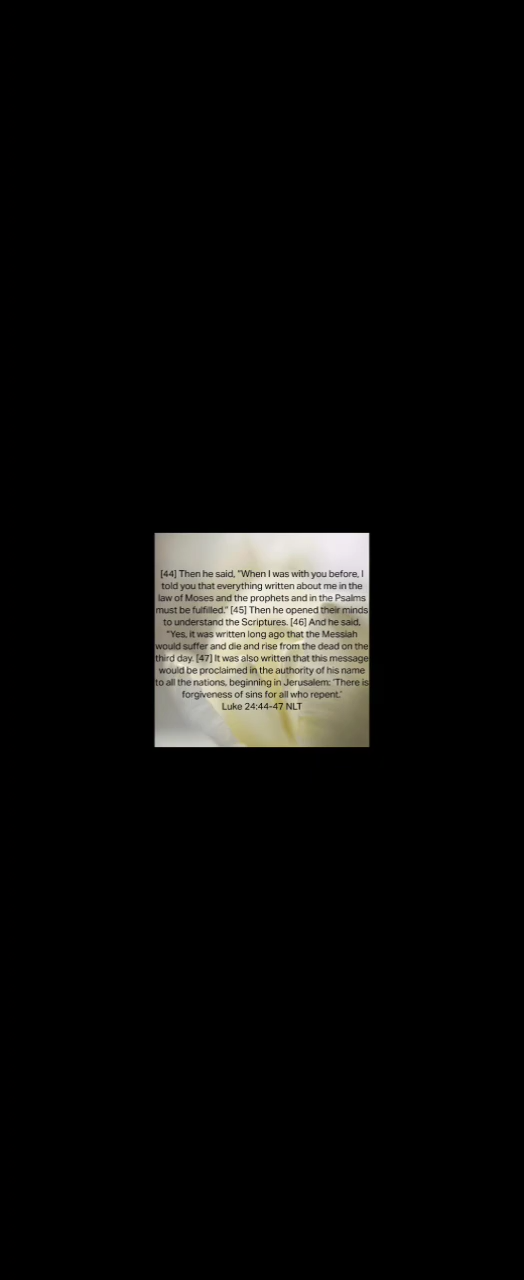 [44] Then he said, "When I was with you before, I
told you that everything written about me in the
law of Moses and the prophets and in the Psalms
must be fulfilled." [45] Then he opened their minds
to understand the Scriptures. [46] And he said,
"Yes, it was written long ago that the Messiah
would suffer and die and rise from the dead on the
third day. [47] It was also written that this message
would be proclaimed in the authority of his name
to all the nations, beginning in Jerusalem: 'There is
forgiveness of sins for all who repent.'
Luke 24:44-47 NLT